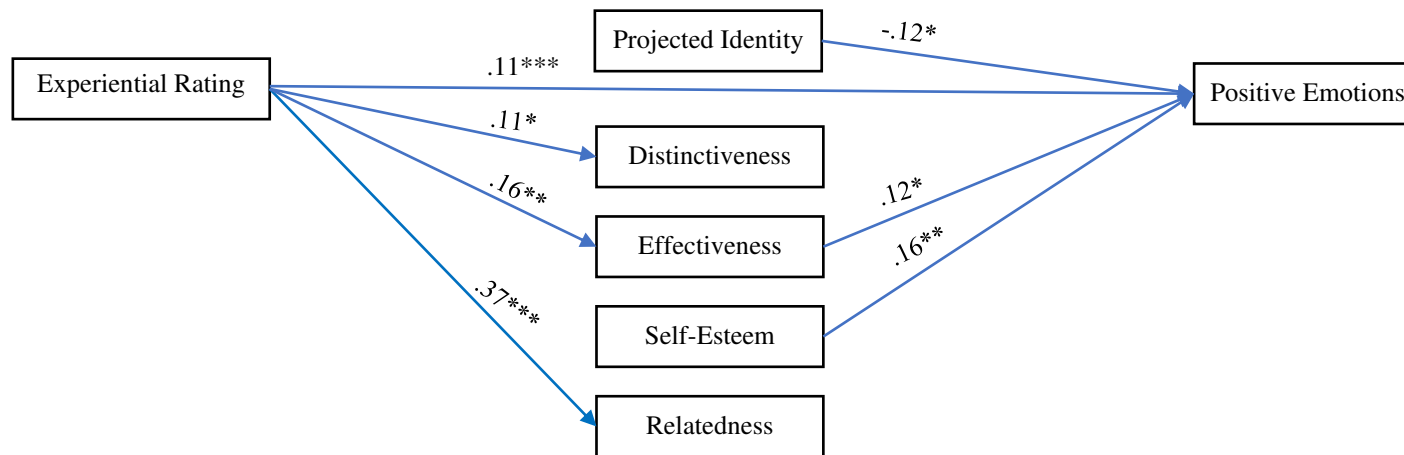 Projected Identity
-.12*
Experiential Rating
.11***
Positive Emotions
.11*
Distinctiveness
.16**
Effectiveness
.12*
.16**
.37***
Self-Esteem
Relatedness